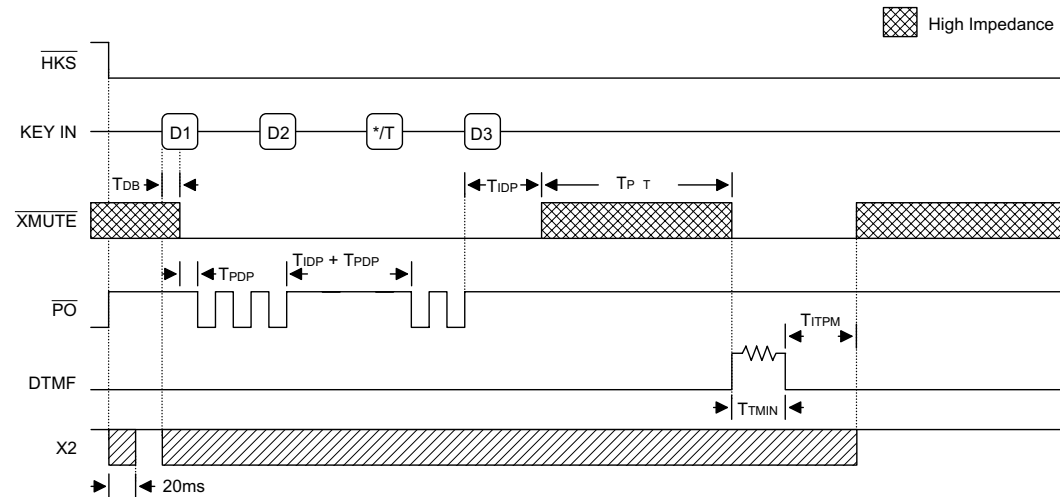 High Impedance
HKS
KEY IN
D1 D2 */T D3
TDB
TIDP
TP T
XMUTE
TPDP
TIDP + TPDP
PO
TITPM
DTMF
TTMIN
X2
20ms